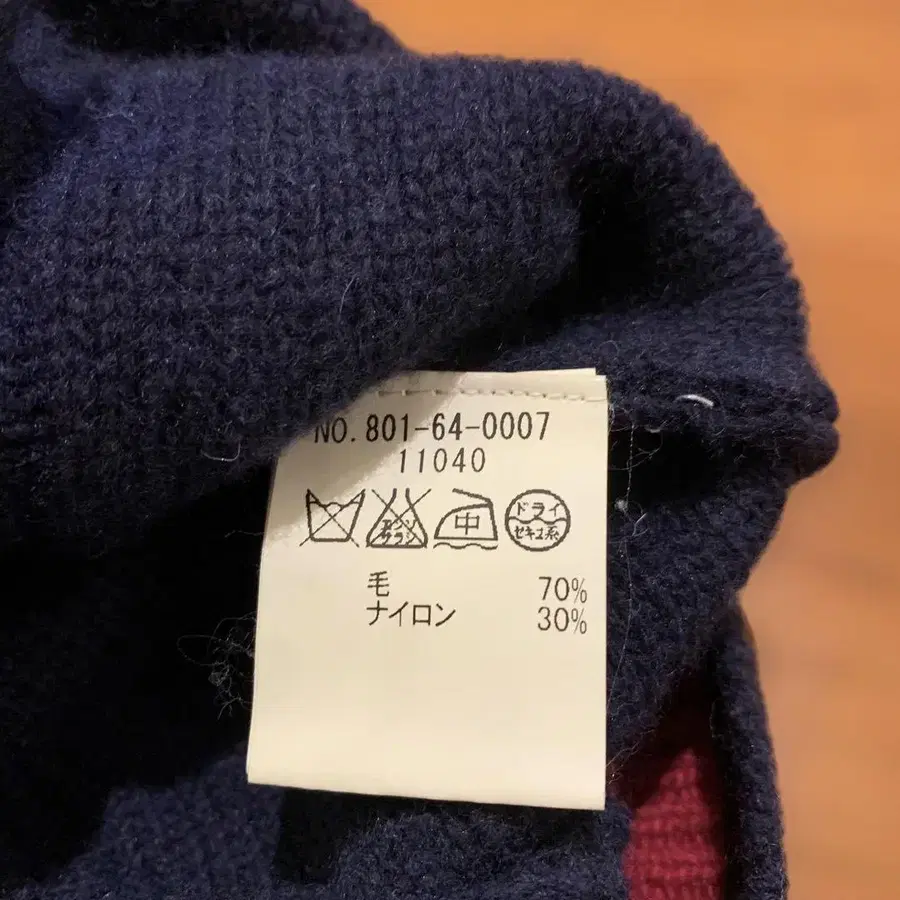 NO. 801-64-0007
11040
エンソ サラシ 中 ドライ セキユ系
毛 70%
ナイロン 30%